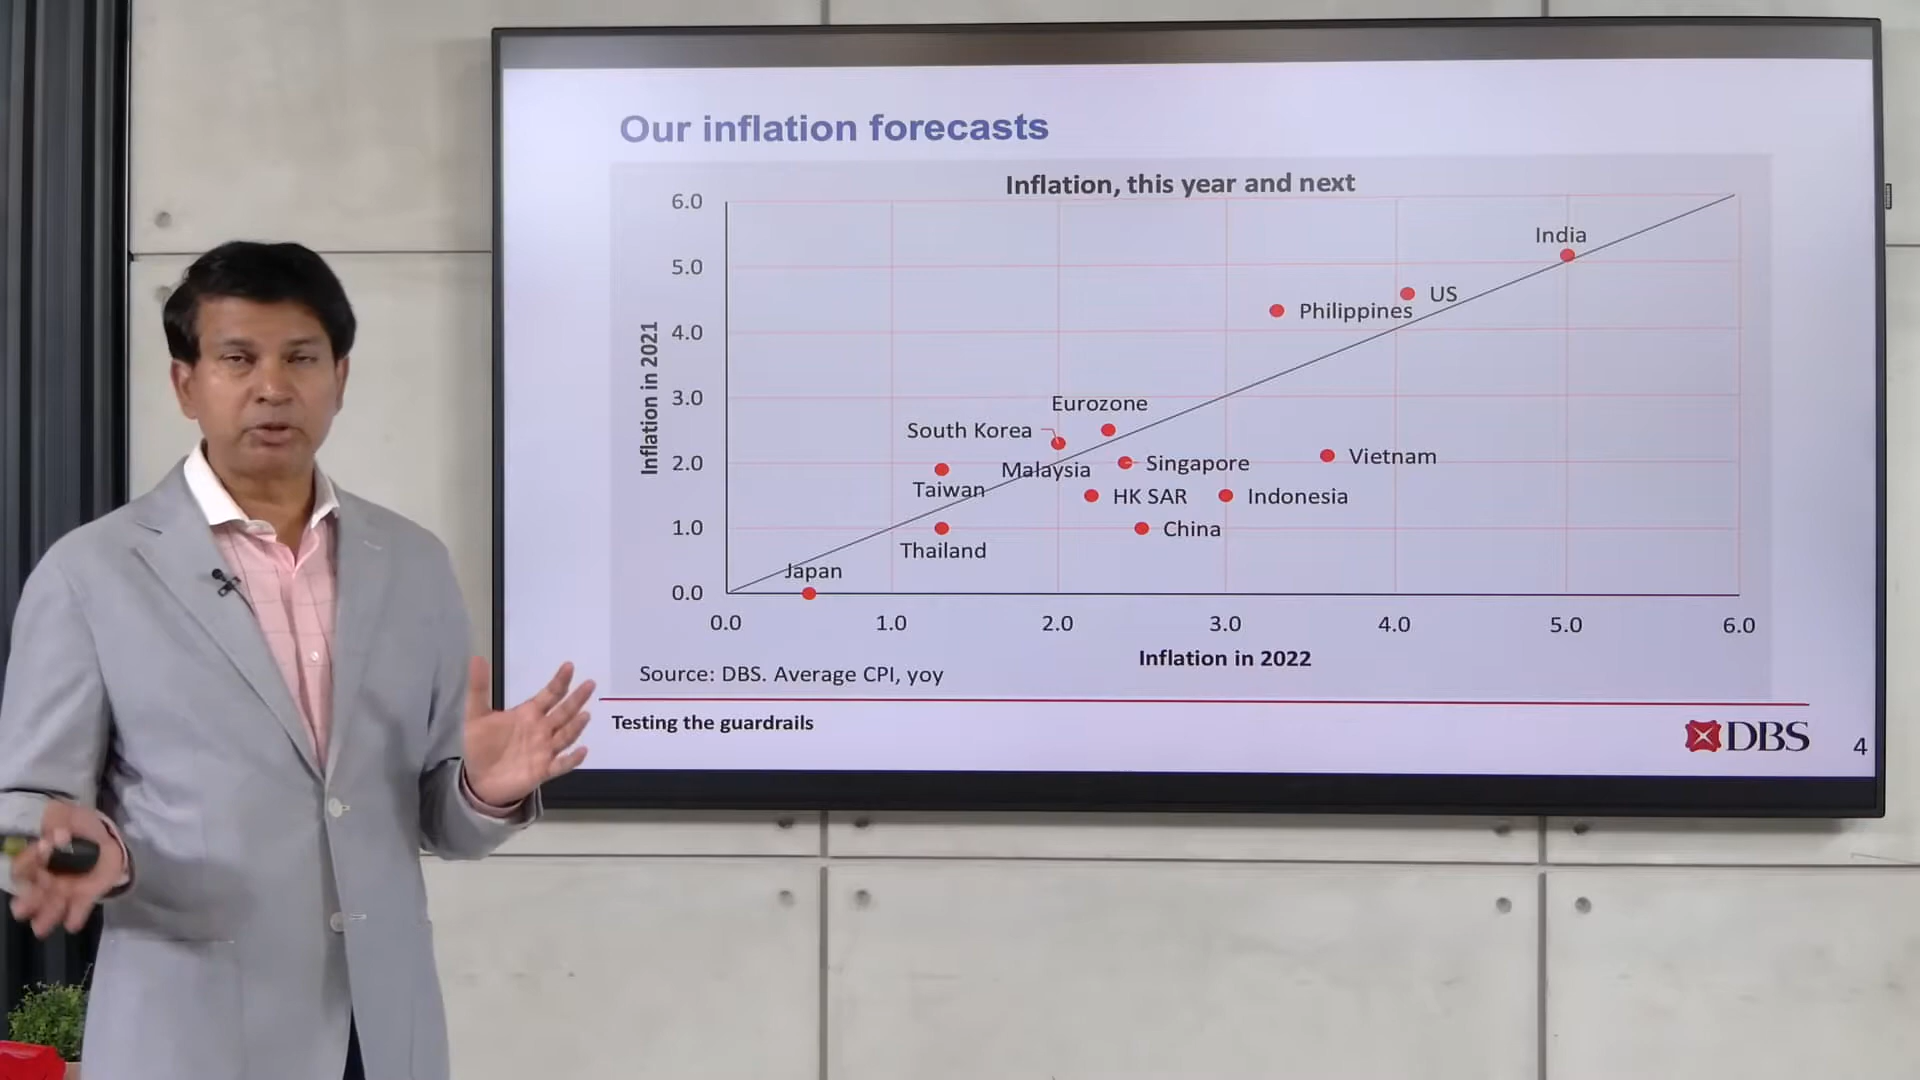 Our inflation forecasts
Inflation, this year and next
6.0
5.0
4.0
3.0
2.0
1.0
0.0
Inflation in 2021
India
US
Philippines
Eurozone
South Korea
Malaysia
Singapore
Vietnam
Taiwan
HK SAR
Indonesia
China
Thailand
Japan
0.0 1.0 2.0 3.0 4.0 5.0 6.0
Inflation in 2022
Source: DBS. Average CPI, yoy
Testing the guardrails
DBS
4